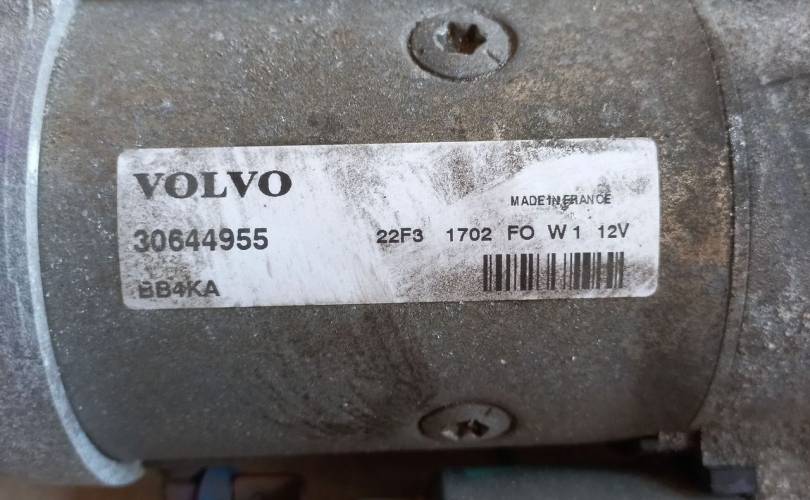 VOLVO
MADE IN FRANCE
30644955 22F3 1702 FO W1 12V
BB4KA